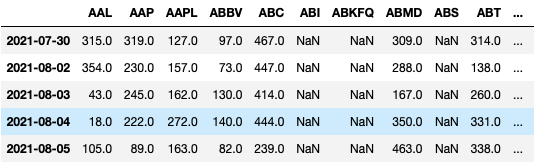 AAL AAP AAPL ABBV ABC ABI ABKFQ ABMD ABS ABT ...
2021-07-30 315.0 319.0 127.0 97.0 467.0 NaN NaN 309.0 NaN 314.0 ...
2021-08-02 354.0 230.0 157.0 73.0 447.0 NaN NaN 288.0 NaN 138.0 ...
2021-08-03 43.0 245.0 162.0 130.0 414.0 NaN NaN 167.0 NaN 260.0 ...
2021-08-04 18.0 222.0 272.0 140.0 444.0 NaN NaN 350.0 NaN 331.0 ...
2021-08-05 105.0 89.0 163.0 82.0 239.0 NaN NaN 463.0 NaN 338.0 ...